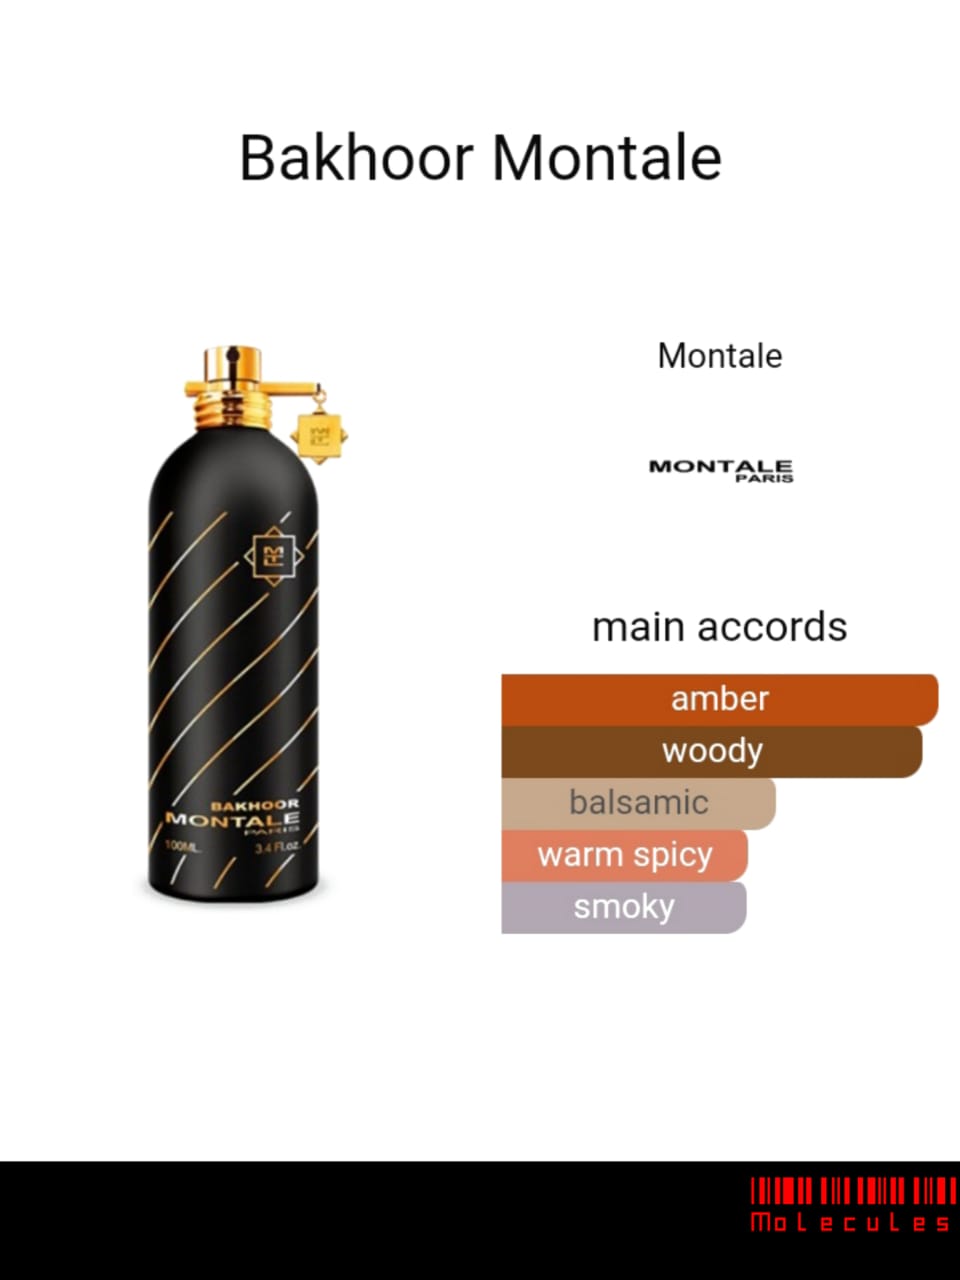 Bakhoor Montale
Montale
MONTALE
PARIS
main accords
amber
woody
balsamic
warm spicy
smoky
BAKHOOR
MONTALE
PARIS
100ML.
3.4 Fl.oz.
Molecules